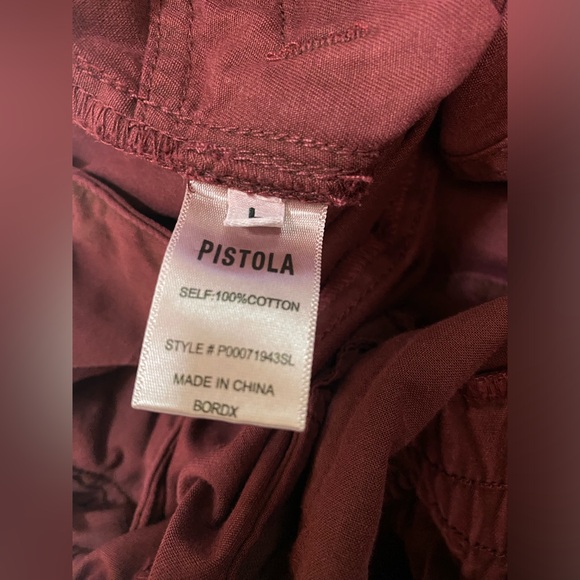 L
PISTOLA
SELF:100%COTTON
STYLE # P00071943SL
MADE IN CHINA
BORDX